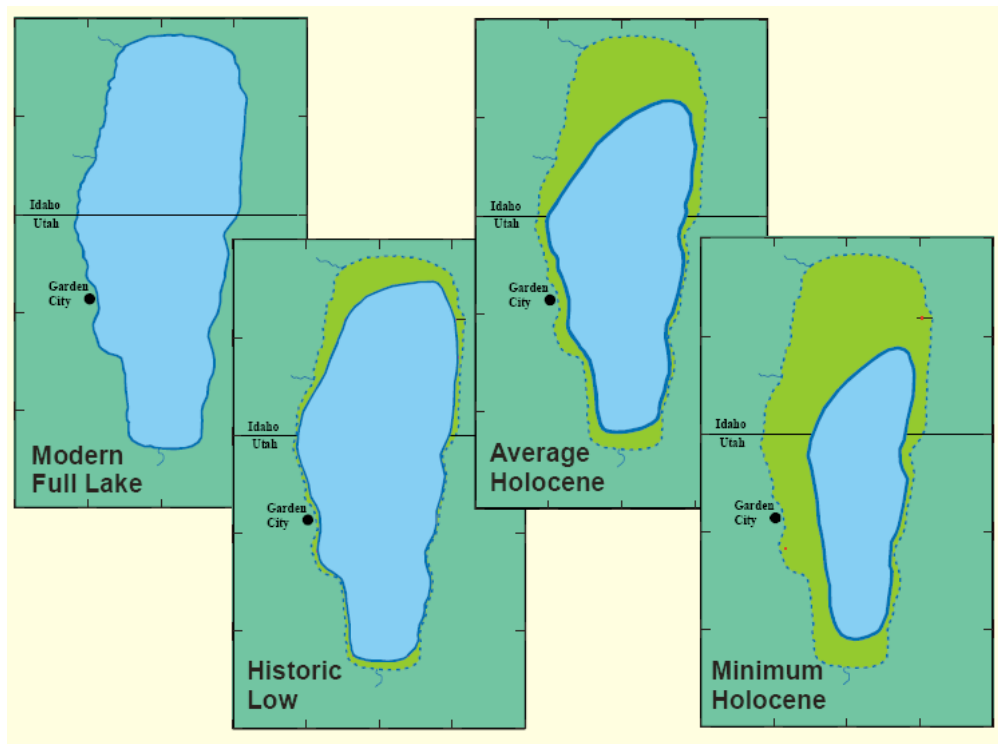 Idaho
Utah
Garden
City
Modern
Full Lake
Idaho
Utah
Garden
City
Historic
Low
Idaho
Utah
Garden
City
Average
Holocene
Idaho
Utah
Garden
City
Minimum
Holocene